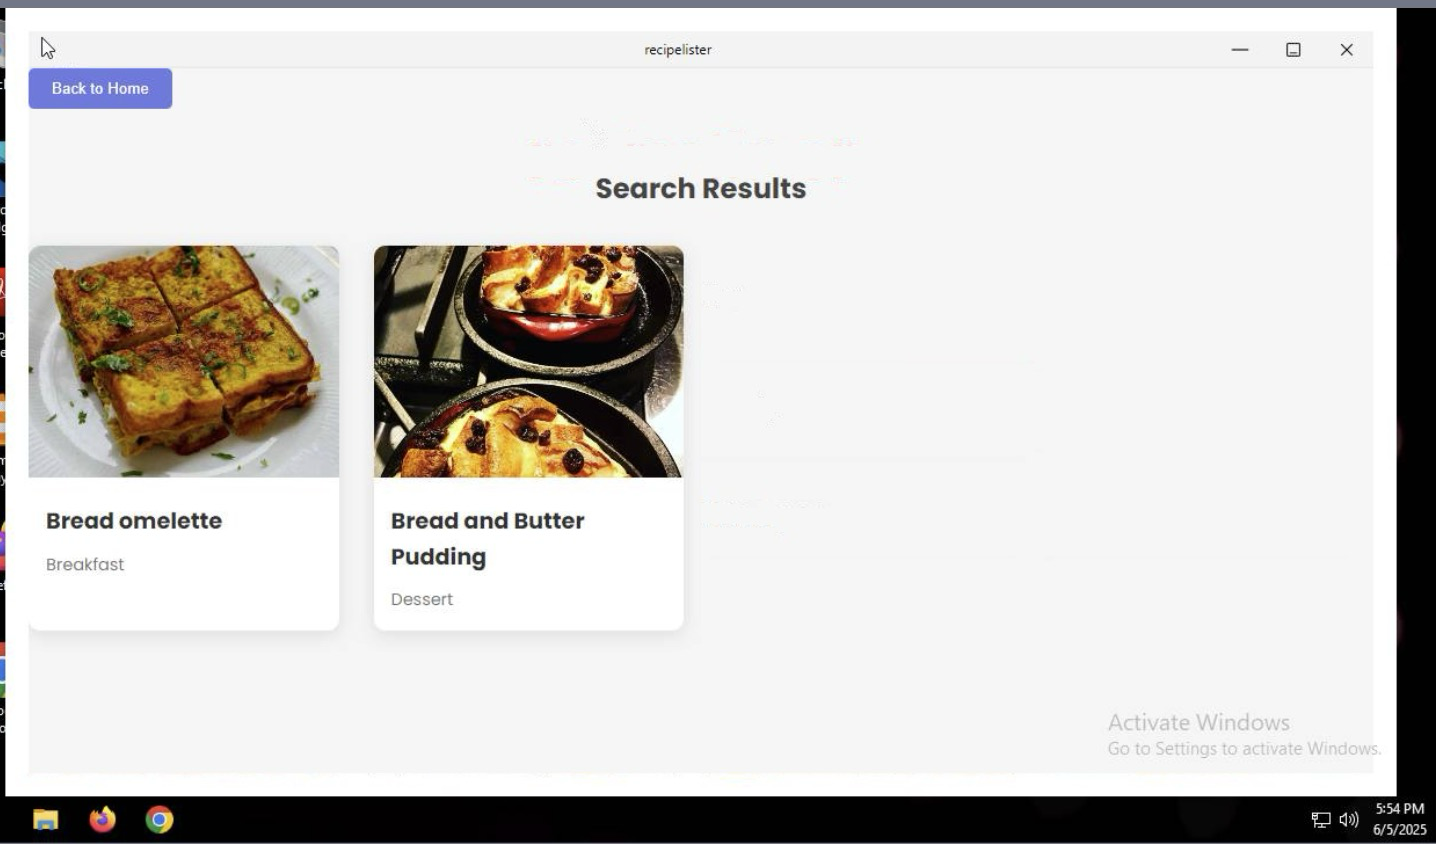 recipelister
Back to Home
Search Results
Bread omelette
Breakfast
Bread and Butter
Pudding
Dessert
Activate Windows
Go to Settings to activate Windows.
5:54 PM
6/5/2025